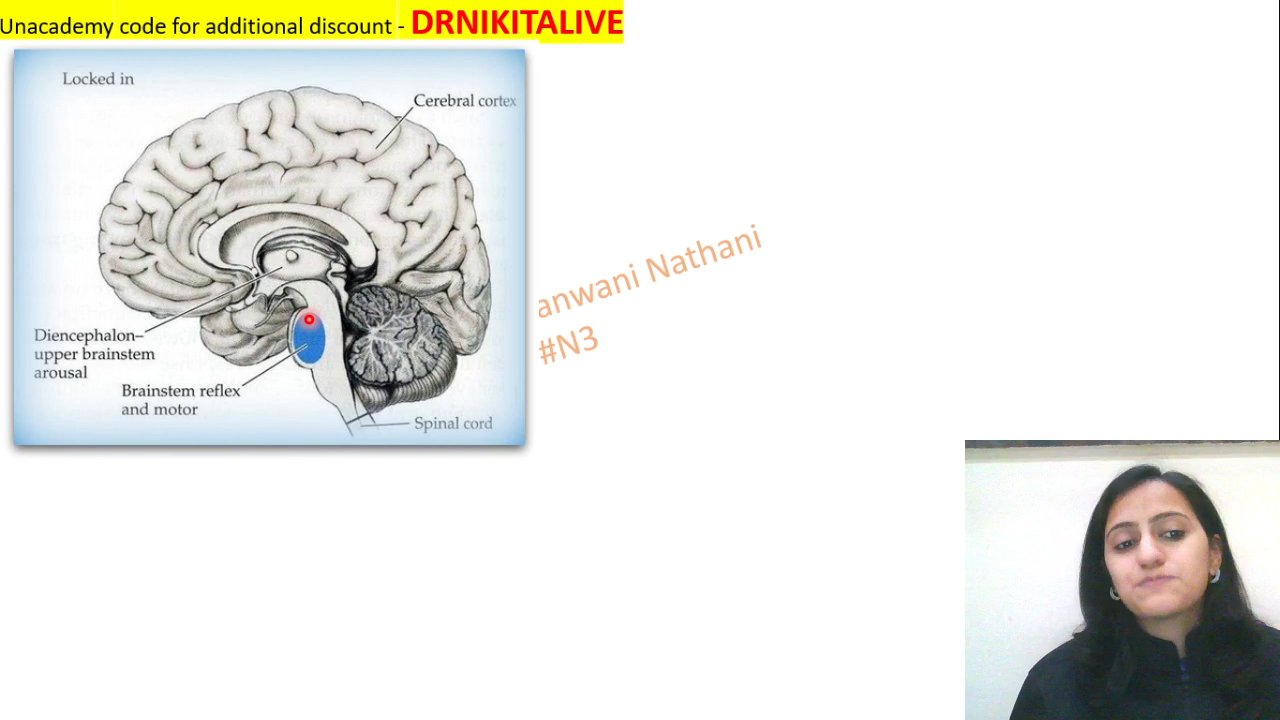 Unacademy code for additional discount - DRNIKITALIVE
Locked in
Cerebral cortex
Diencephalon–
upper brainstem
arousal
Brainstem reflex
and motor
Spinal cord
anwani Nathani
#N3